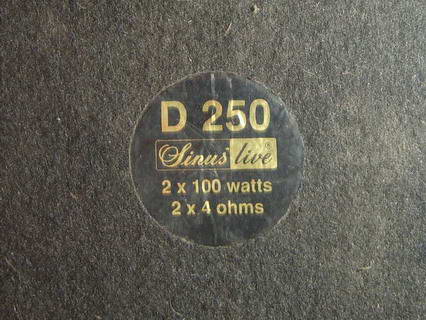 D 250
Sinus live®
2 x 100 watts
2 x 4 ohms